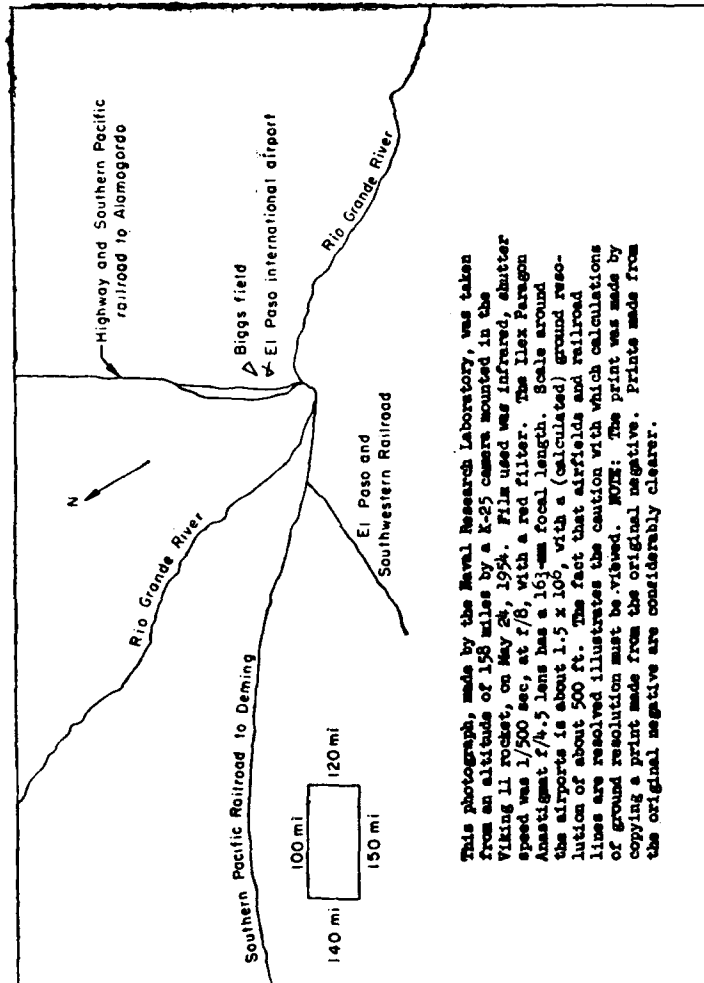 Highway and Southern Pacific
railroad to Alamogordo
Biggs field
El Paso international airport
Rio Grande River
N
Rio Grande River
El Paso and
Southwestern Railroad
Southern Pacific Railroad to Deming
100 mi
120 mi
140 mi
150 mi
This photograph, made by the Naval Research Laboratory, was taken
from an altitude of 158 miles by a K-25 camera mounted in the
Viking 11 rocket, on May 24, 1954. Film used was infrared, shutter
speed was 1/500 sec, at f/8, with a red filter. The Ilex Paragon
Anastigmat f/4.5 lens has a 163-mm focal length. Scale around
the airports is about 1.5 x 10⁶, with a (calculated) ground reso-
lution of about 500 ft. The fact that airfields and railroad
lines are resolved illustrates the caution with which calculations
of ground resolution must be viewed. NOTE: The print was made by
copying a print made from the original negative. Prints made from
the original negative are considerably clearer.